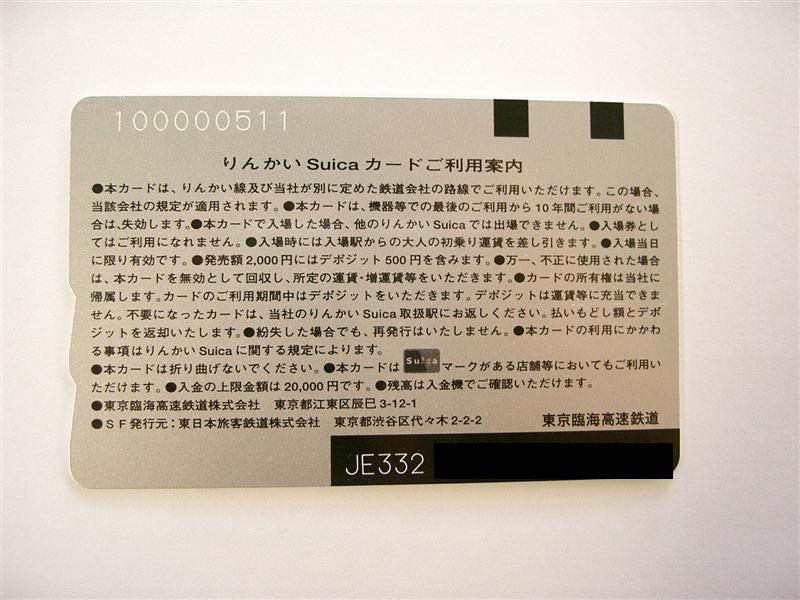 100000511
りんかい Suica カードご利用案内
●本カードは、りんかい線及び当社が別に定めた鉄道会社の路線でご利用いただけます。この場合、
当該会社の規定が適用されます。●本カードは、機器等での最後のご利用から10年間ご利用がない場
合は、失効します。●本カードで入場した場合、他のりんかいSuicaでは出場できません。●入場券とし
てはご利用になれません。●入場時には入場駅からの大人の初乗り運賃を差し引きます。●入場当日
に限り有効です。●発売額2,000円にはデポジット500円を含みます。●万一、不正に使用された場合
は、本カードを無効として回収し、所定の運賃・増運賃等をいただきます。●カードの所有権は当社に
帰属します。カードのご利用期間中はデポジットをいただきます。デポジットは運賃等に充当できませ
ん。不要になったカードは、当社のりんかいSuica取扱駅にお返しください。払いもどし額とデポ
ジットを返却いたします。●紛失した場合でも、再発行はいたしません。●本カードの利用にかかわ
る事項はりんかいSuicaに関する規定によります。
●本カードは折り曲げないでください。●本カードは Suica マークがある店舗等においてもご利用い
ただけます。●入金の上限金額は20,000円です。●残高は入金機でご確認いただけます。
●東京臨海高速鉄道株式会社 東京都江東区辰巳3-12-1
●SF発行元：東日本旅客鉄道株式会社 東京都渋谷区代々木2-2-2 東京臨海高速鉄道
JE332